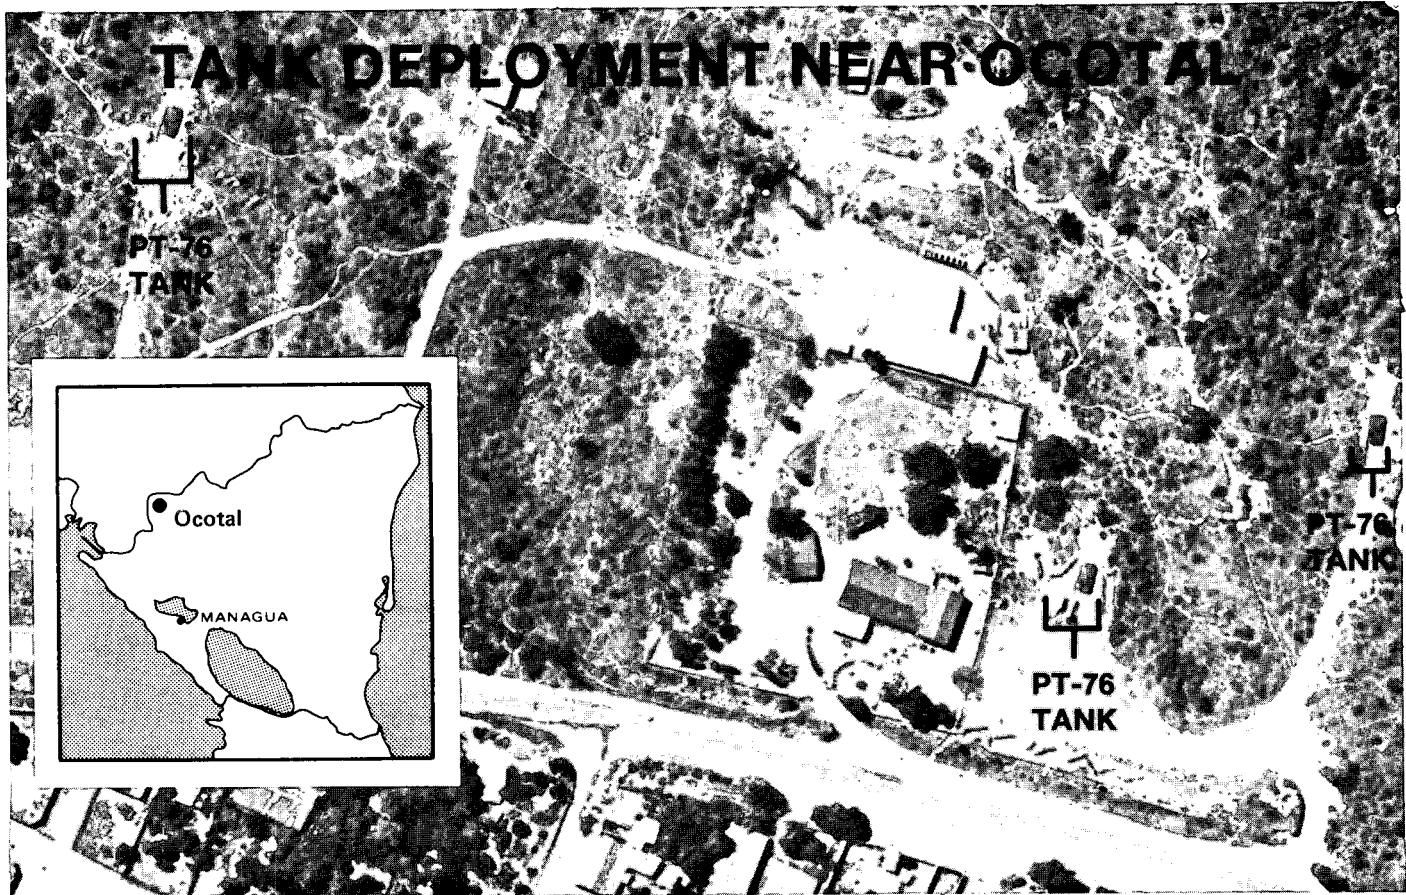 TANK DEPLOYMENT NEAR OCOTAL
PT-76
TANK
Ocotal
MANAGUA
PT-76
TANK
PT-76
TANK